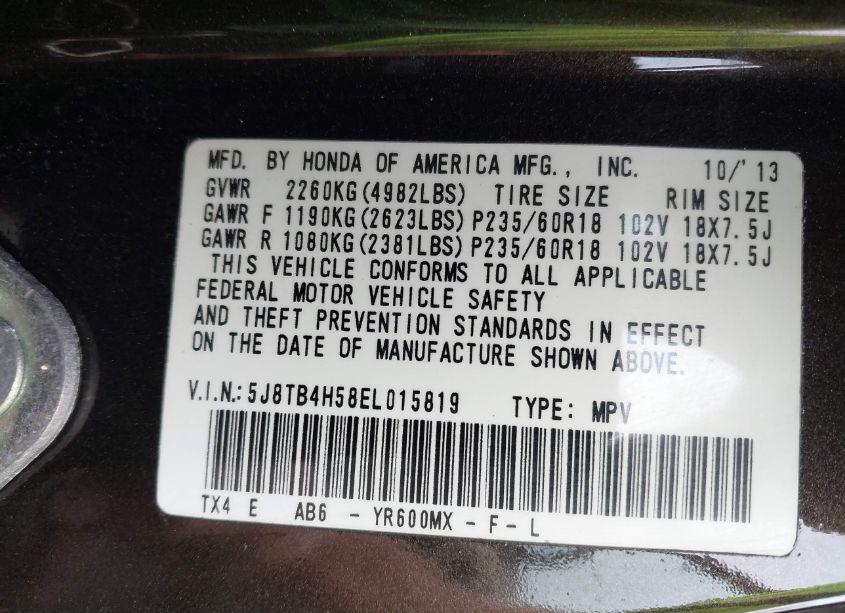 MFD. BY HONDA OF AMERICA MFG., INC. 10/'13
GVWR 2260KG(4982LBS) TIRE SIZE RIM SIZE
GAWR F 1190KG(2623LBS) P235/60R18 102V 18X7.5J
GAWR R 1080KG(2381LBS) P235/60R18 102V 18X7.5J
THIS VEHICLE CONFORMS TO ALL APPLICABLE
FEDERAL MOTOR VEHICLE SAFETY
AND THEFT PREVENTION STANDARDS IN EFFECT
ON THE DATE OF MANUFACTURE SHOWN ABOVE.
V.I.N.:5J8TB4H58EL015819 TYPE: MPV
TX4 E AB6 - YR600MX - F - L